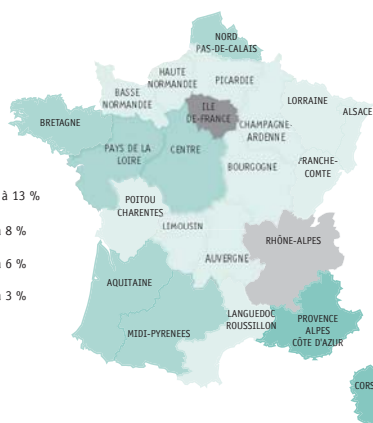 NORD
PAS-DE-CALAIS
HAUTE
NORMANDIE
PICARDIE
BASSE
NORMANDIE
LORRAINE
ALSACE
ILE
DE-FRANCE
BRETAGNE
CHAMPAGNE-
ARDENNE
PAYS DE LA
LOIRE
CENTRE
BOURGOGNE
RANCHE-
COMTE
à 13 %
8 %
6 %
3 %
POITOU
CHARENTES
LIMOUSIN
RHÔNE-ALPES
AUVERGNE
AQUITAINE
LANGUEDOC
ROUSSILLON
PROVENCE
ALPES
CÔTE D'AZUR
MIDI-PYRENEES
CORS